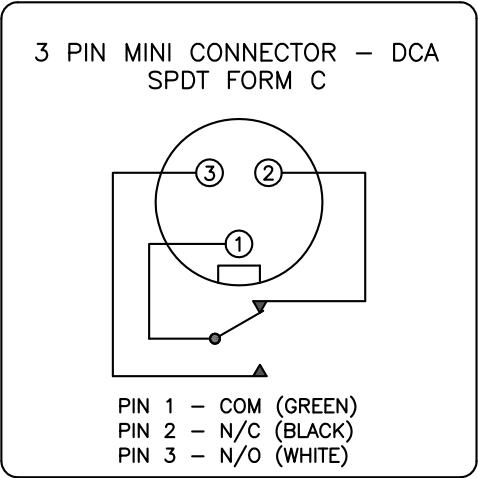 3 PIN MINI CONNECTOR – DCA
SPDT FORM C
3 2
1
PIN 1 – COM (GREEN)
PIN 2 – N/C (BLACK)
PIN 3 – N/O (WHITE)